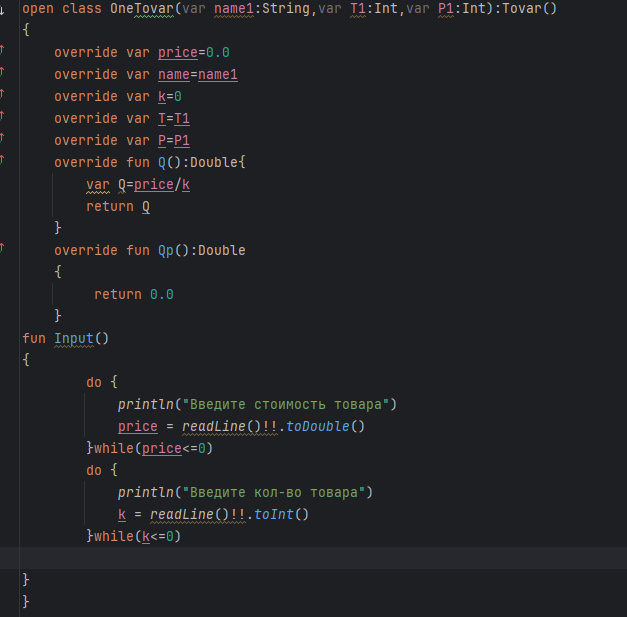 open class OneTovar(var name1:String,var T1:Int,var P1:Int):Tovar()
{
    override var price=0.0
    override var name=name1
    override var k=0
    override var T=T1
    override var P=P1
    override fun Q():Double{
        var Q=price/k
        return Q
    }
    override fun Qp():Double
    {
         return 0.0
    }
fun Input()
{
        do {
            println("Введите стоимость товара")
            price = readLine()!!.toDouble()
        }while(price<=0)
        do {
            println("Введите кол-во товара")
            k = readLine()!!.toInt()
        }while(k<=0)
}
}